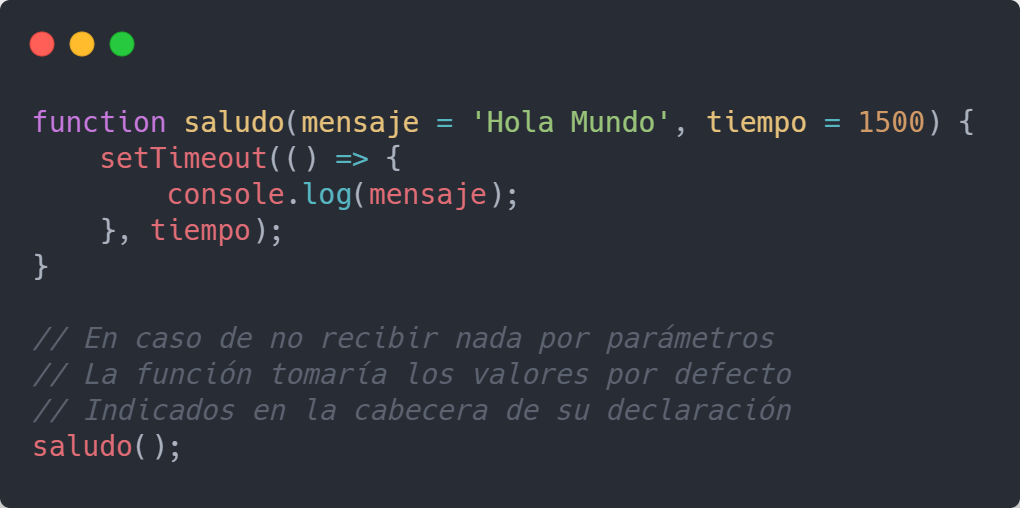 function saludo(mensaje = 'Hola Mundo', tiempo = 1500) {
    setTimeout(() => {
        console.log(mensaje);
    }, tiempo);
}

// En caso de no recibir nada por parámetros
// La función tomaría los valores por defecto
// Indicados en la cabecera de su declaración
saludo();